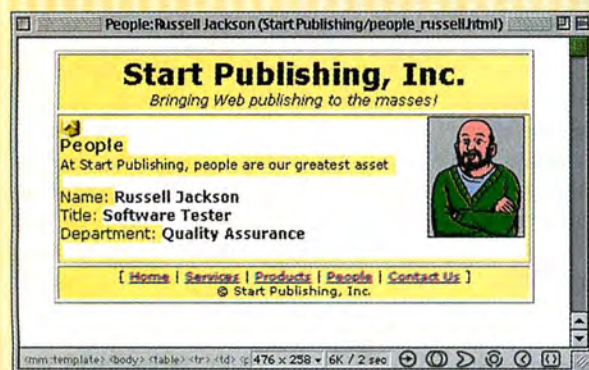 People: Russell Jackson (Start Publishing/people_russell.html)
Start Publishing, Inc.
Bringing Web publishing to the masses!
People
At Start Publishing, people are our greatest asset
Name: Russell Jackson
Title: Software Tester
Department: Quality Assurance
[ Home | Services | Products | People | Contact Us ]
© Start Publishing, Inc.
<mm:template> <body> <table> <tr> <td> <p 476 x 258 6K / 2 sec